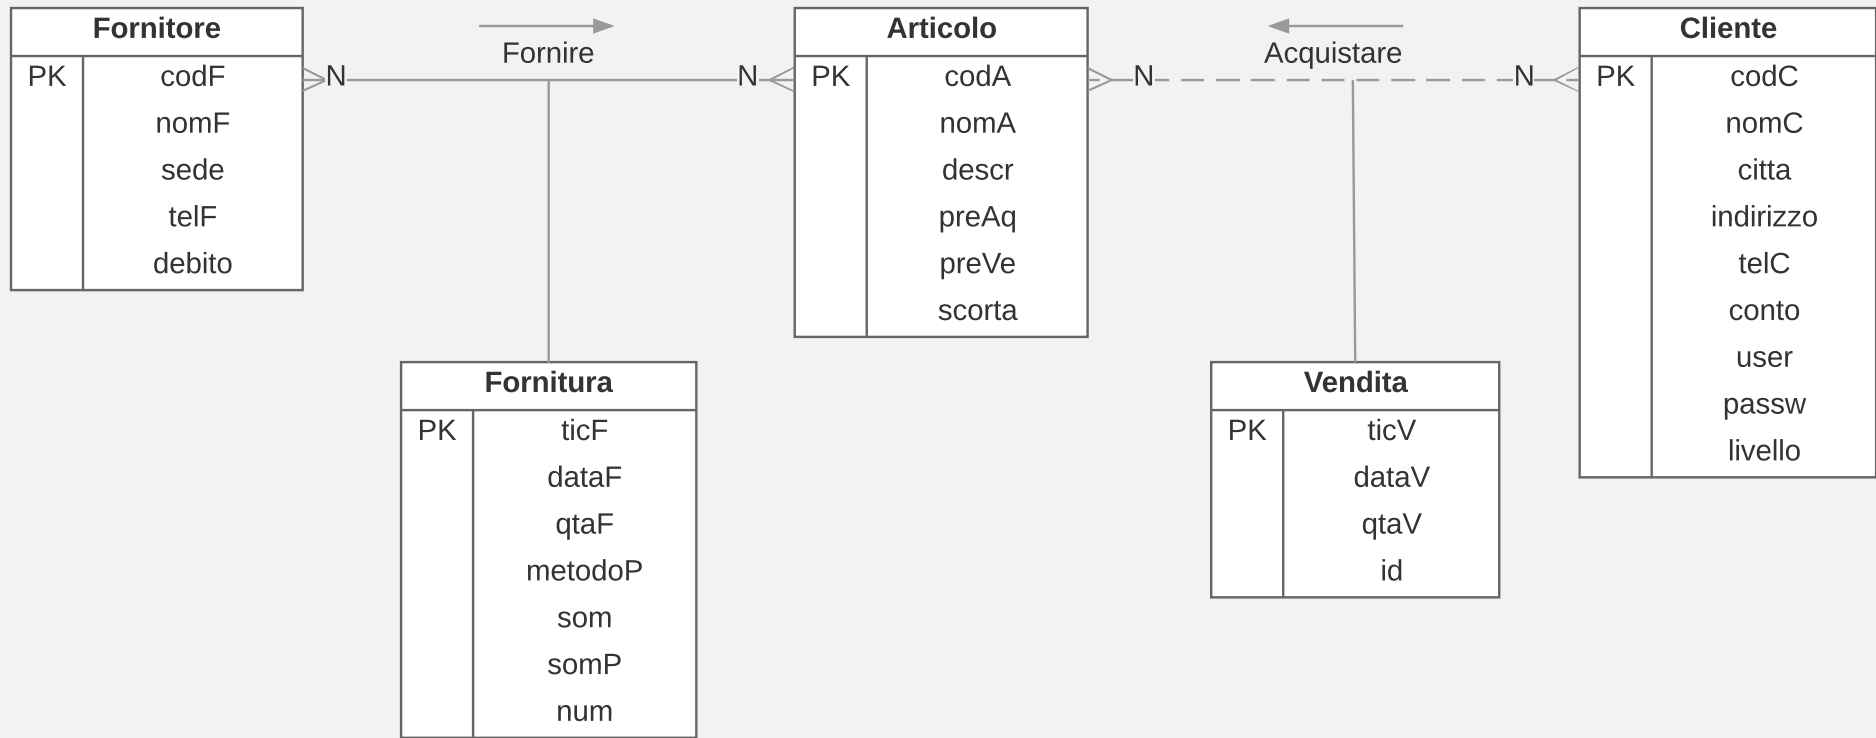 Fornitore
PK codF
nomF
sede
telF
debito
Fornire
N N
Articolo
PK codA
nomA
descr
preAq
preVe
scorta
Acquistare
N N
Cliente
PK codC
nomC
citta
indirizzo
telC
conto
user
passw
livello
Fornitura
PK ticF
dataF
qtaF
metodoP
som
somP
num
Vendita
PK ticV
dataV
qtaV
id